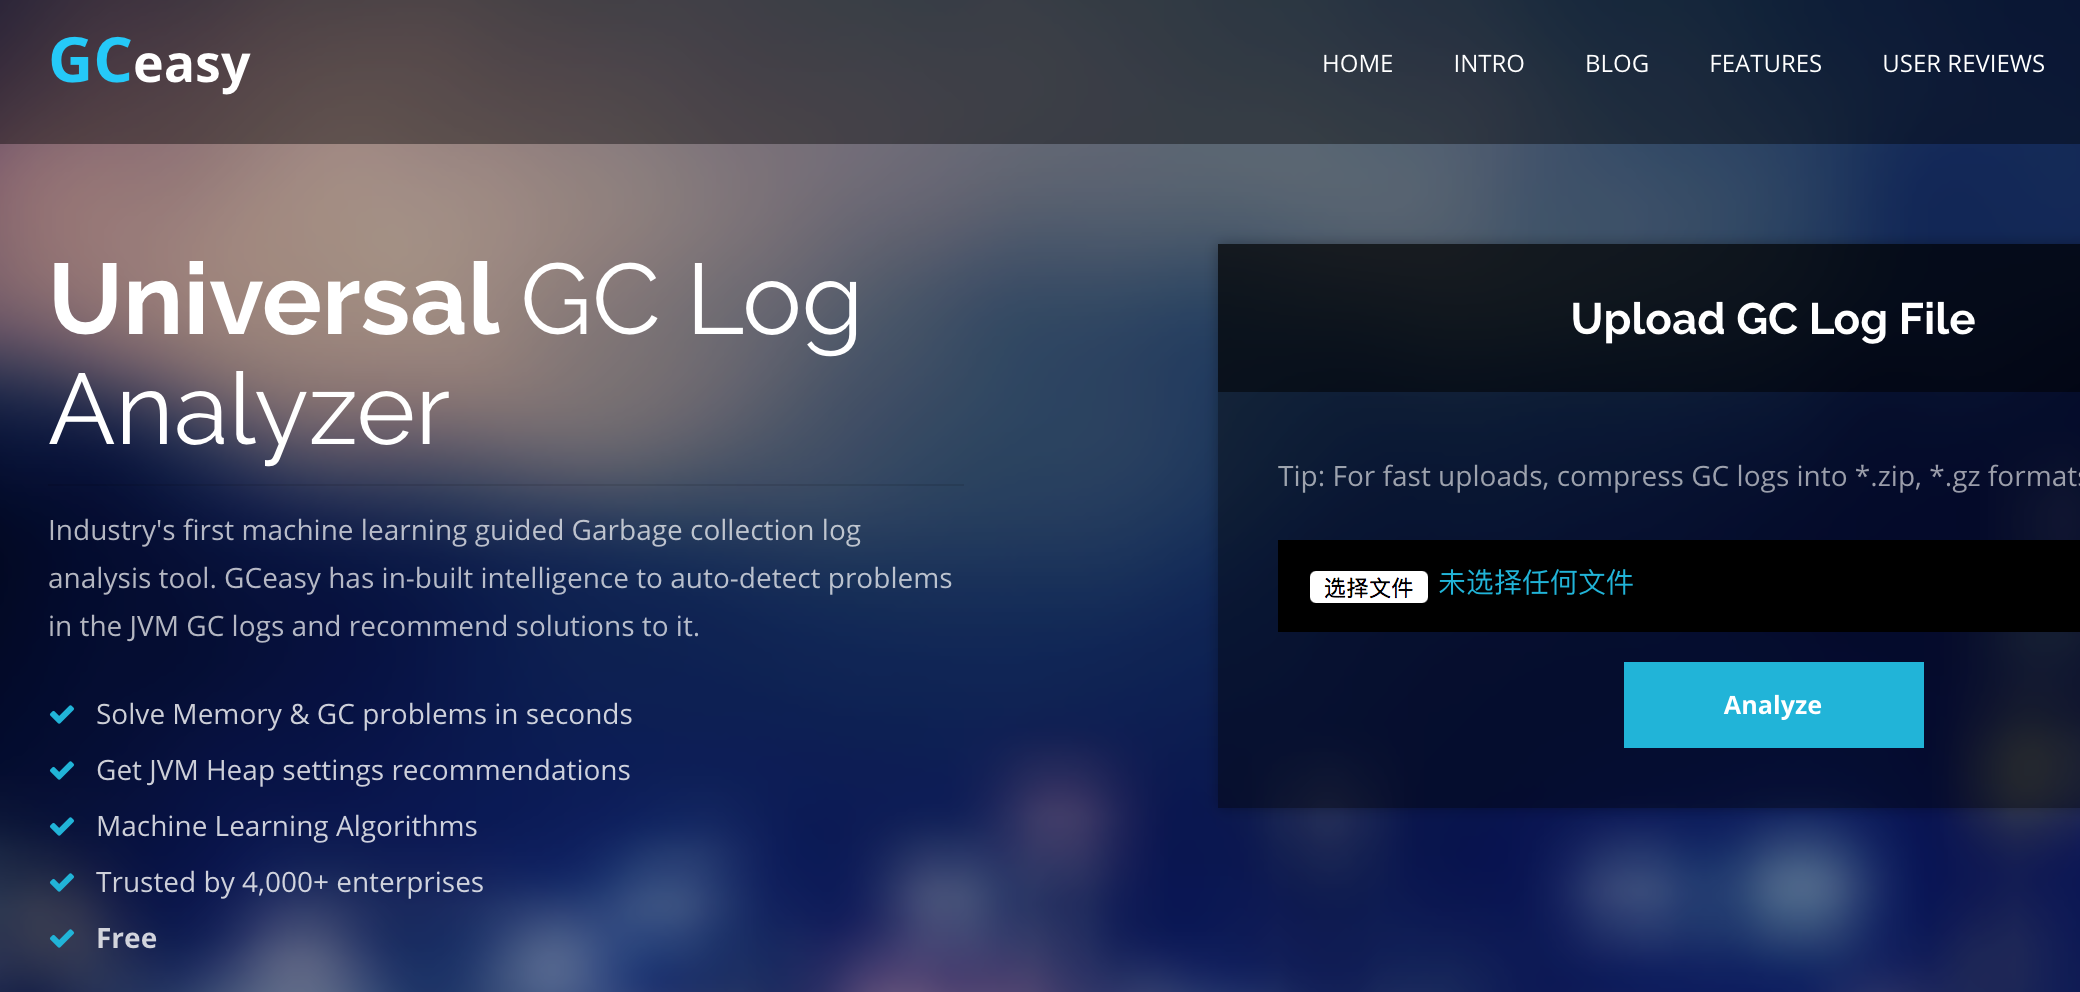 GCeasy
HOME INTRO BLOG FEATURES USER REVIEWS
Universal GC Log
Analyzer
Industry's first machine learning guided Garbage collection log
analysis tool. GCeasy has in-built intelligence to auto-detect problems
in the JVM GC logs and recommend solutions to it.
Solve Memory & GC problems in seconds
Get JVM Heap settings recommendations
Machine Learning Algorithms
Trusted by 4,000+ enterprises
Free
Upload GC Log File
Tip: For fast uploads, compress GC logs into *.zip, *.gz formats
选择文件 未选择任何文件
Analyze